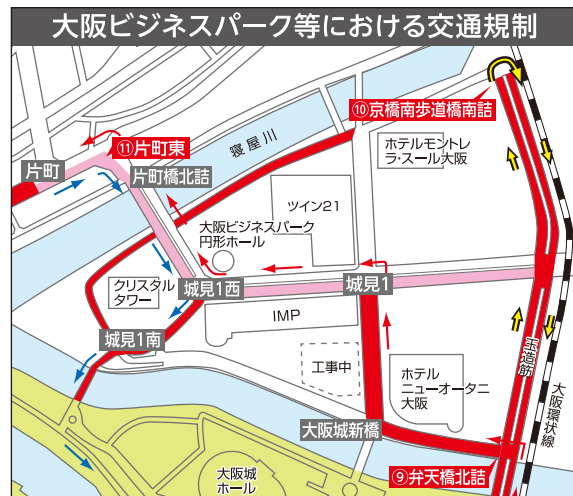 大阪ビジネスパーク等における交通規制
⑩京橋南歩道橋南詰
⑪片町東
片町
片町橋北詰
寝屋川
ホテルモントレ
ラ・スール大阪
ツイン21
大阪ビジネスパーク
円形ホール
クリスタル
タワー
城見1西
城見1
IMP
城見1南
工事中
ホテル
ニューオータニ
大阪
玉造筋
大阪環状線
大阪城新橋
⑨弁天橋北詰
大阪城
ホール